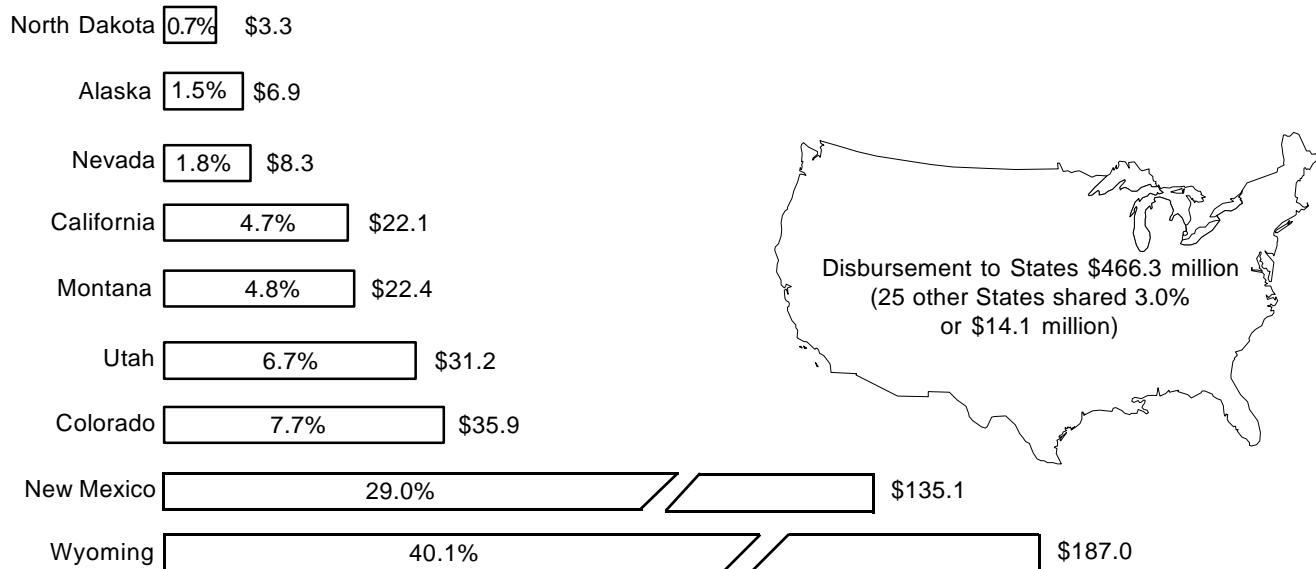 North Dakota 0.7% $3.3
Alaska 1.5% $6.9
Nevada 1.8% $8.3
California 4.7% $22.1
Montana 4.8% $22.4
Utah 6.7% $31.2
Colorado 7.7% $35.9
New Mexico 29.0% $135.1
Wyoming 40.1% $187.0
Disbursement to States $466.3 million
(25 other States shared 3.0%
or $14.1 million)